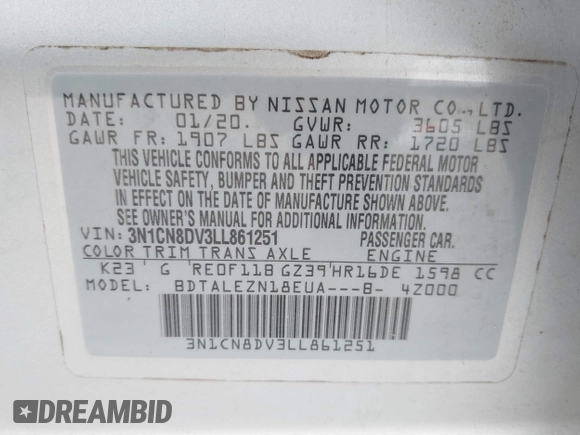 MANUFACTURED BY NISSAN MOTOR CO., LTD.
DATE: 01/20. GVWR: 3605 LBS
GAWR FR: 1907 LBS GAWR RR: 1720 LBS
THIS VEHICLE CONFORMS TO ALL APPLICABLE FEDERAL MOTOR
VEHICLE SAFETY, BUMPER AND THEFT PREVENTION STANDARDS
IN EFFECT ON THE DATE OF MANUFACTURE SHOWN ABOVE.
SEE OWNER'S MANUAL FOR ADDITIONAL INFORMATION.
VIN: 3N1CN8DV3LL861251 PASSENGER CAR.
COLOR TRIM TRANS AXLE ENGINE
K23 G RE0F11B GZ39 HR16DE 1598 CC
MODEL: BDTALEZN18EUA---B- 4Z000
3N1CN8DV3LL861251
DREAMBID